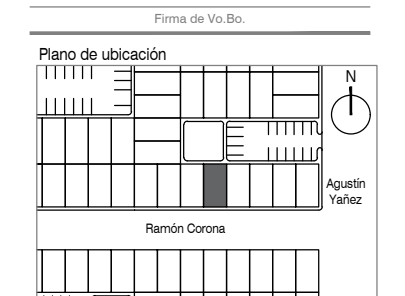 Firma de Vo.Bo.
Plano de ubicación
N
Agustín
Yañez
Ramón Corona